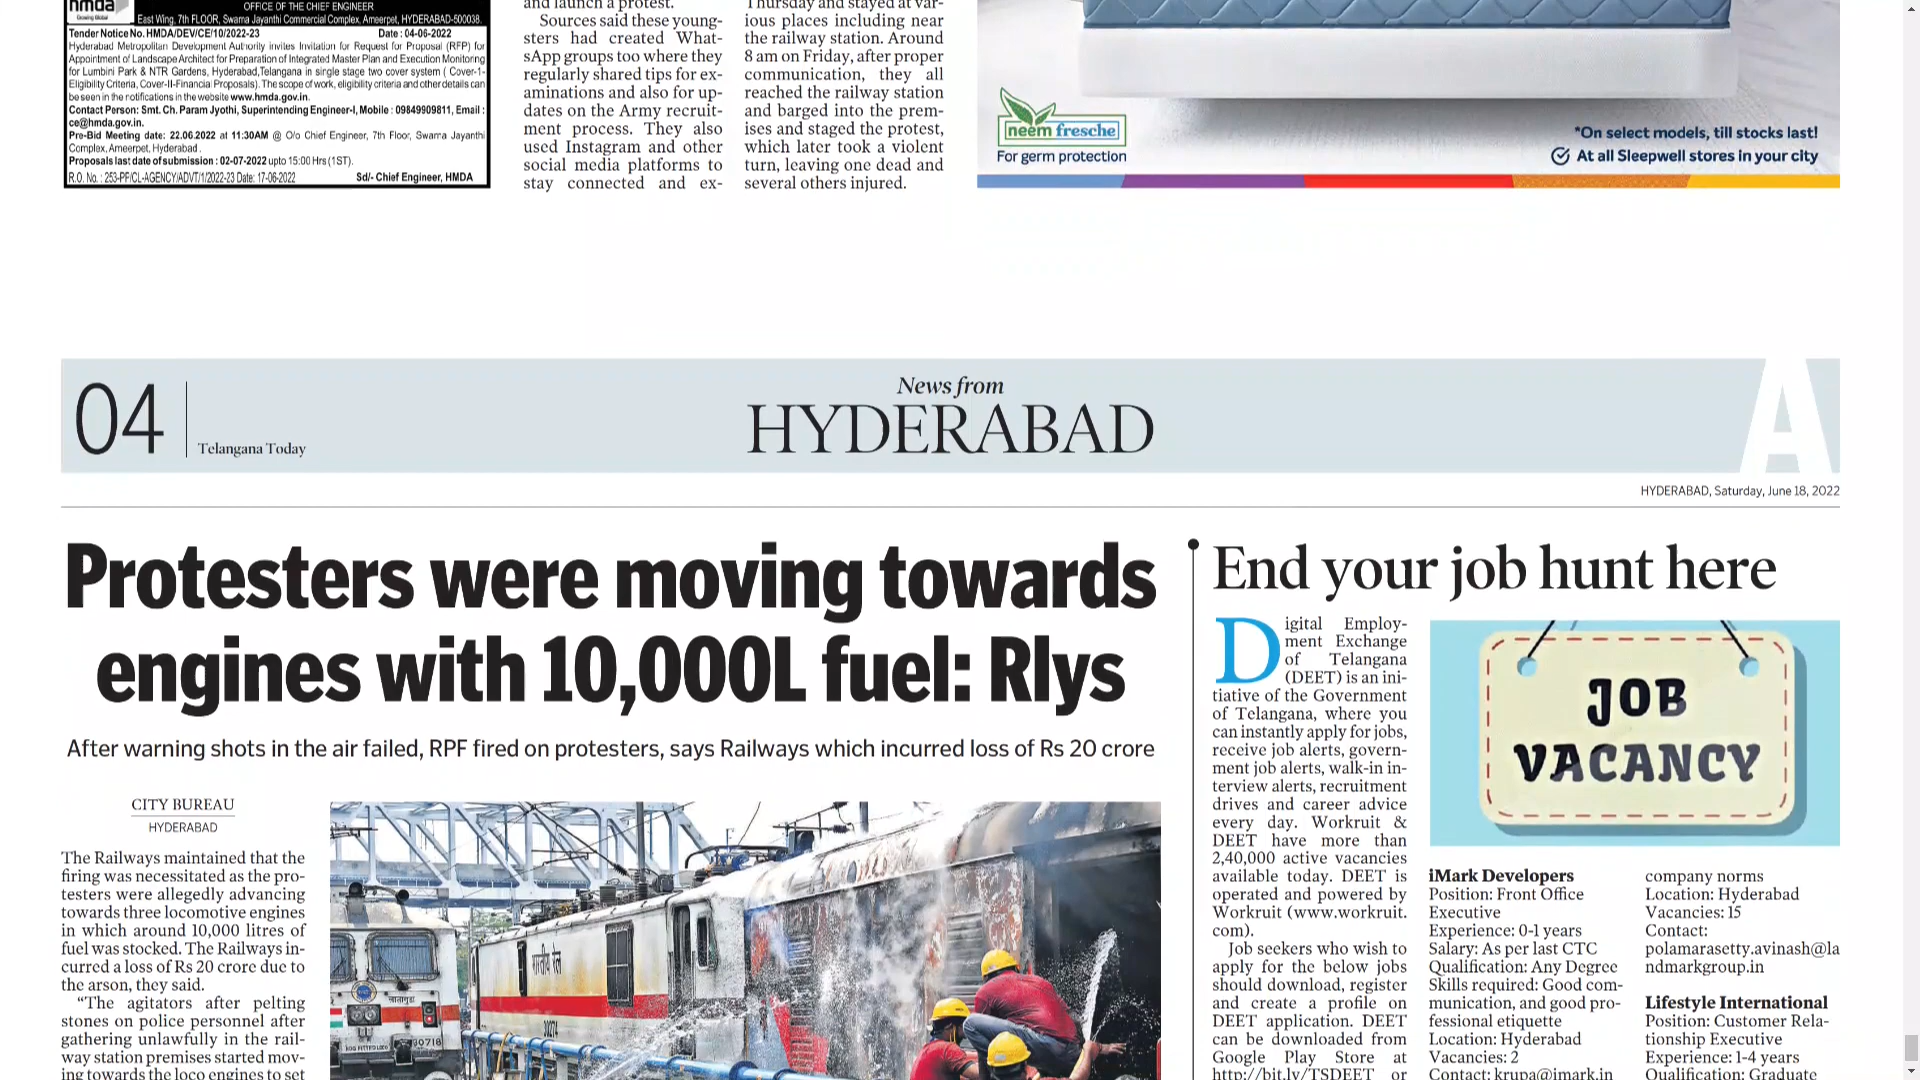 hmda
Growing Global
OFFICE OF THE CHIEF ENGINEER
East Wing, 7th FLOOR, Swarna Jayanthi Commercial Complex, Ameerpet, HYDERABAD-500038.
Tender Notice No. HMDA/DEV/CE/10/2022-23 Date : 04-06-2022
Hyderabad Metropolitan Development Authority invites Invitation for Request for Proposal (RFP) for
Appointment of Landscape Architect for Preparation of Integrated Master Plan and Execution Monitoring
for Lumbini Park & NTR Gardens, Hyderabad,Telangana in single stage two cover system ( Cover-1-
Eligibility Criteria, Cover-II-Financial Proposals). The scope of work, eligibility criteria and other details can
be seen in the notifications in the website www.hmda.gov.in.
Contact Person: Smt. Ch. Param Jyothi, Superintending Engineer-I, Mobile : 09849909811, Email :
ce@hmda.gov.in.
Pre-Bid Meeting date: 22.06.2022 at 11:30AM @ O/o Chief Engineer, 7th Floor, Swarna Jayanthi
Complex, Ameerpet, Hyderabad .
Proposals last date of submission : 02-07-2022 upto 15:00 Hrs (1ST).
R.O. No. : 253-PF/CL-AGENCY/ADVT/1/2022-23 Date: 17-06-2022 Sd/- Chief Engineer, HMDA
and launch a protest.
Sources said these young-
sters had created What-
sApp groups too where they
regularly shared tips for ex-
aminations and also for up-
dates on the Army recruit-
ment process. They also
used Instagram and other
social media platforms to
stay connected and ex-
Thursday and stayed at var-
ious places including near
the railway station. Around
8 am on Friday, after proper
communication, they all
reached the railway station
and barged into the prem-
ises and staged the protest,
which later took a violent
turn, leaving one dead and
several others injured.
neem fresche
For germ protection
*On select models, till stocks last!
At all Sleepwell stores in your city
04
Telangana Today
News from
HYDERABAD
A
HYDERABAD, Saturday, June 18, 2022
Protesters were moving towards
engines with 10,000L fuel: Rlys
After warning shots in the air failed, RPF fired on protesters, says Railways which incurred loss of Rs 20 crore
CITY BUREAU
HYDERABAD
The Railways maintained that the
firing was necessitated as the pro-
testers were allegedly advancing
towards three locomotive engines
in which around 10,000 litres of
fuel was stocked. The Railways in-
curred a loss of Rs 20 crore due to
the arson, they said.
“The agitators after pelting
stones on police personnel after
gathering unlawfully in the rail-
way station premises started mov-
ing towards the loco engines to set
भारतीय रेल
30274
90718
End your job hunt here
Digital Employ-
ment Exchange
of Telangana
(DEET) is an ini-
tiative of the Government
of Telangana, where you
can instantly apply for jobs,
receive job alerts, govern-
ment job alerts, walk-in in-
terview alerts, recruitment
drives and career advice
every day. Workruit &
DEET have more than
2,40,000 active vacancies
available today. DEET is
operated and powered by
Workruit (www.workruit.
com).
Job seekers who wish to
apply for the below jobs
should download, register
and create a profile on
DEET application. DEET
can be downloaded from
Google Play Store at
http://bit.ly/TSDEET or
JOB
VACANCY
iMark Developers
Position: Front Office
Executive
Experience: 0-1 years
Salary: As per last CTC
Qualification: Any Degree
Skills required: Good com-
munication, and good pro-
fessional etiquette
Location: Hyderabad
Vacancies: 2
Contact: krupa@imark.in
company norms
Location: Hyderabad
Vacancies: 15
Contact:
polamarasetty.avinash@la
ndmarkgroup.in
Lifestyle International
Position: Customer Rela-
tionship Executive
Experience: 1-4 years
Qualification: Graduate